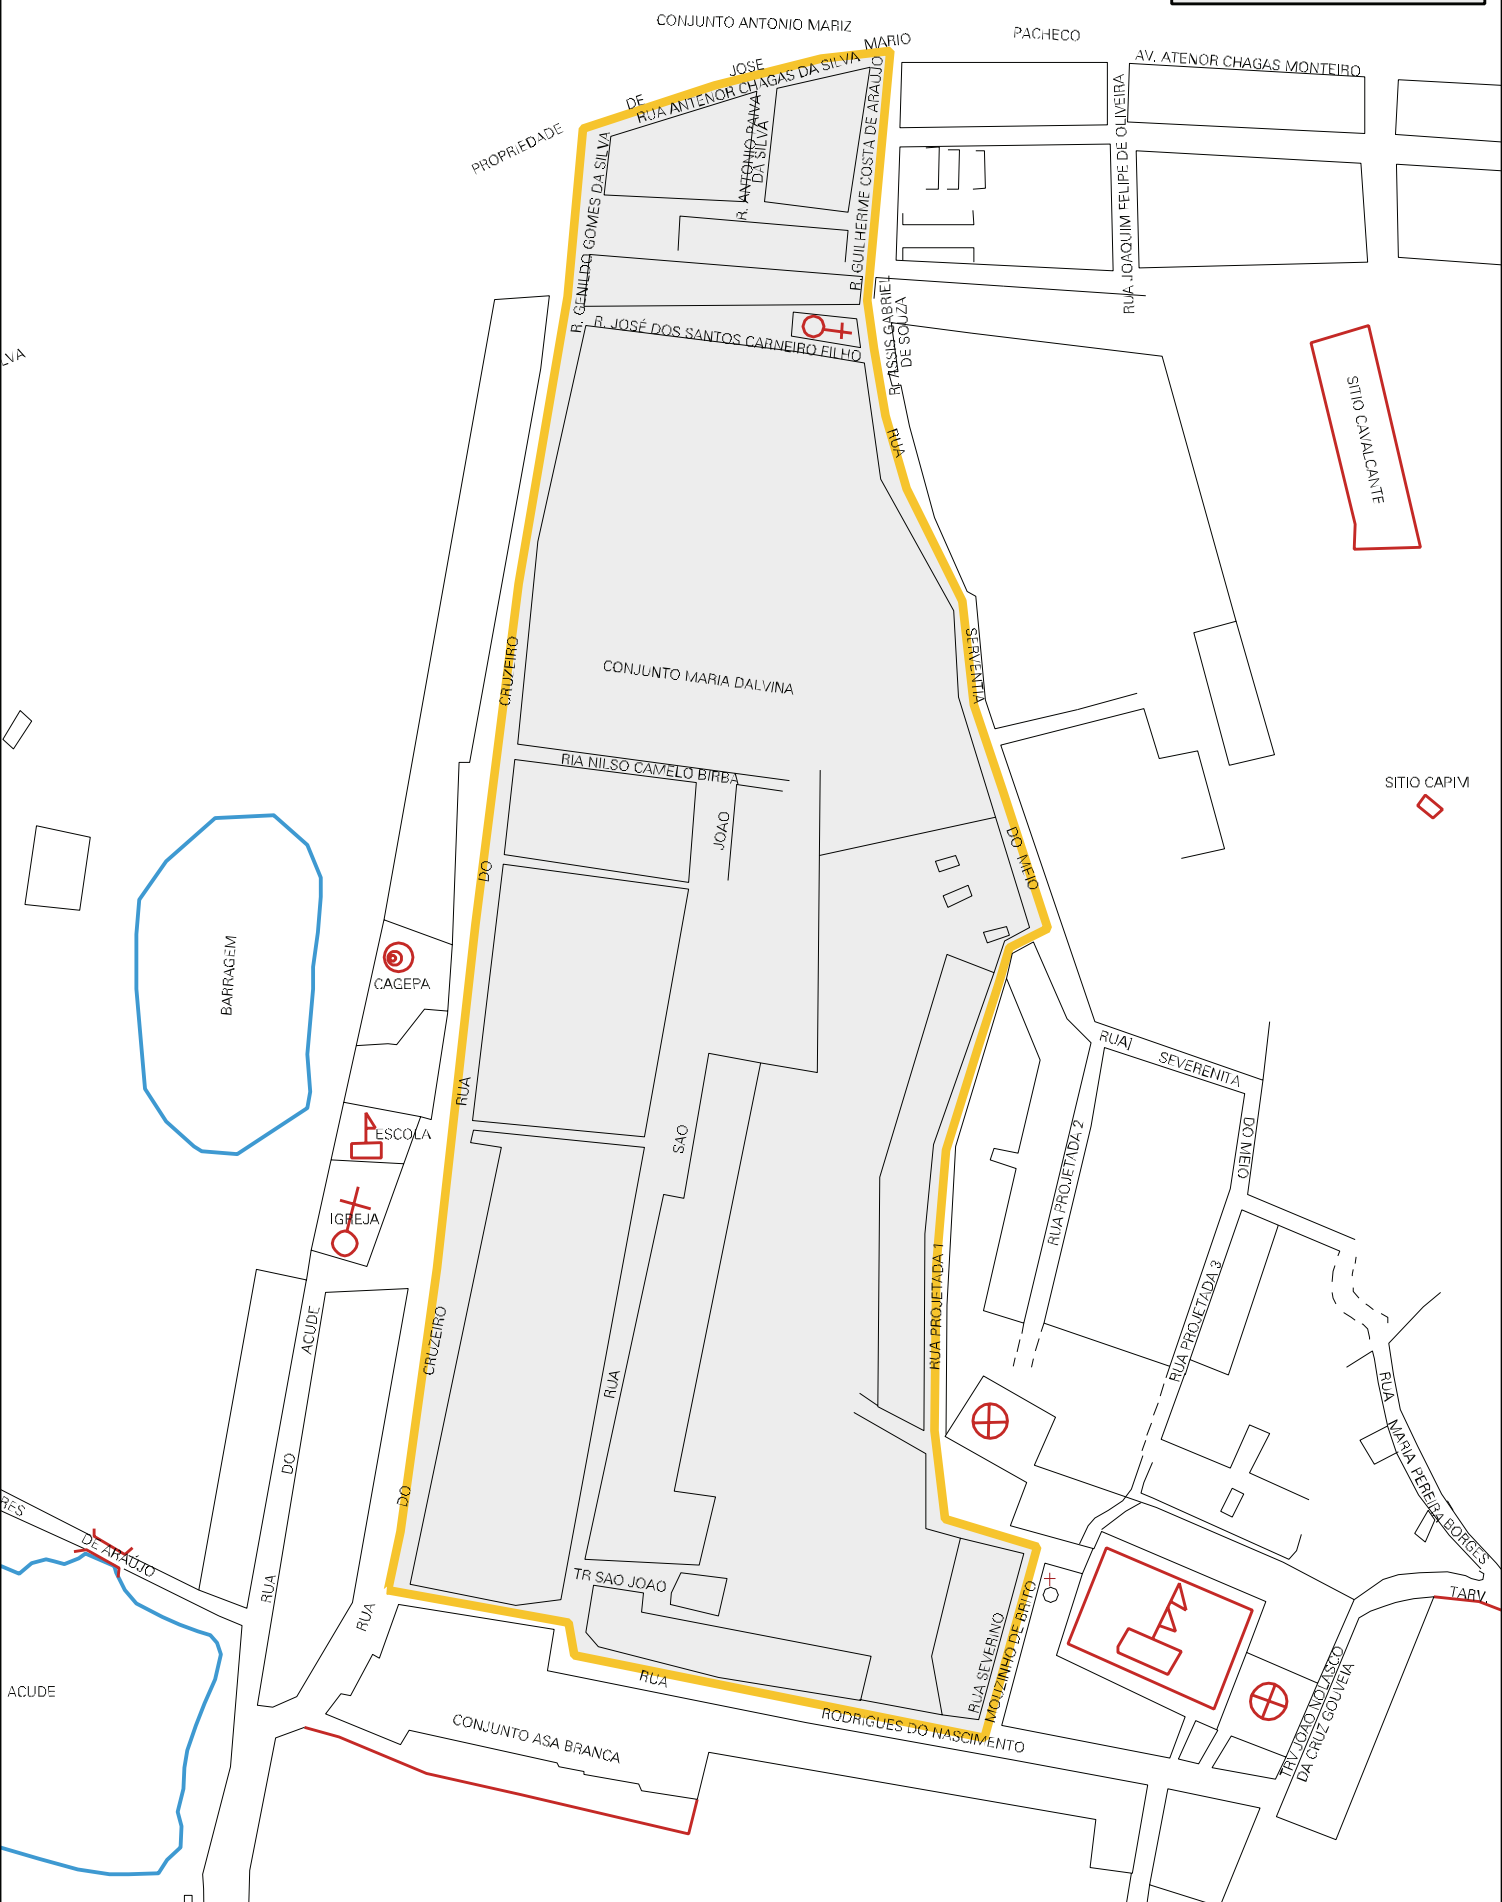 CONJUNTO ANTONIO MARIZ
PROPRIEDADE
DE
JOSE
MARIO
PACHECO
AV. ATENOR CHAGAS MONTEIRO
RUA ANTENOR CHAGAS DA SILVA
R. GENILDO GOMES DA SILVA
R. ANTONIO PAIVA
DA SILVA
R. GUILHERME COSTA DE ARAUJO
RUA JOAQUIM FELIPE DE OLIVEIRA
R. JOSÉ DOS SANTOS CARNEIRO FILHO
R. ASSIS GABRIEL
DE SOUZA
LVA
SITIO CAVALCANTE
RUA
SERVENTIA
DO MEIO
CRUZEIRO
DO
RUA
CONJUNTO MARIA DALVINA
RIA NILSO CAMELO BIRBA
JOAO
SAO
RUA
SITIO CAPIM
BARRAGEM
CAGEPA
ESCOLA
IGREJA
RUA]
SEVERENITA
DO MEIO
RUA PROJETADA 2
RUA PROJETADA 1
RUA PROJETADA 3
ACUDE
DO
RUA
CRUZEIRO
DO
RUA
RUA
MARIA PEREIRA BORGES
RES
DE ARAÚJO
TR SAO JOAO
RUA SEVERINO
MOUZINHO DE BRITO
TARV.
ACUDE
RUA
RODRIGUES DO NASCIMENTO
CONJUNTO ASA BRANCA
TRV JOAO NOLASCO
DA CRUZ GOUVEIA